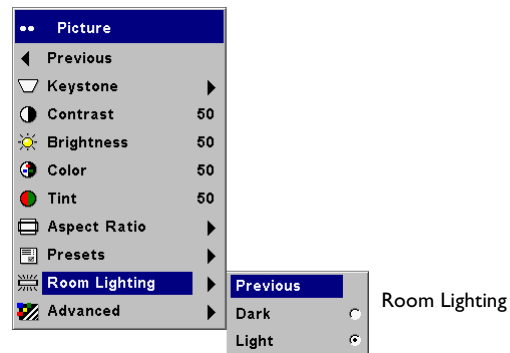 Picture
Previous
Keystone
Contrast 50
Brightness 50
Color 50
Tint 50
Aspect Ratio
Presets
Room Lighting
Advanced
Previous
Dark
Light
Room Lighting